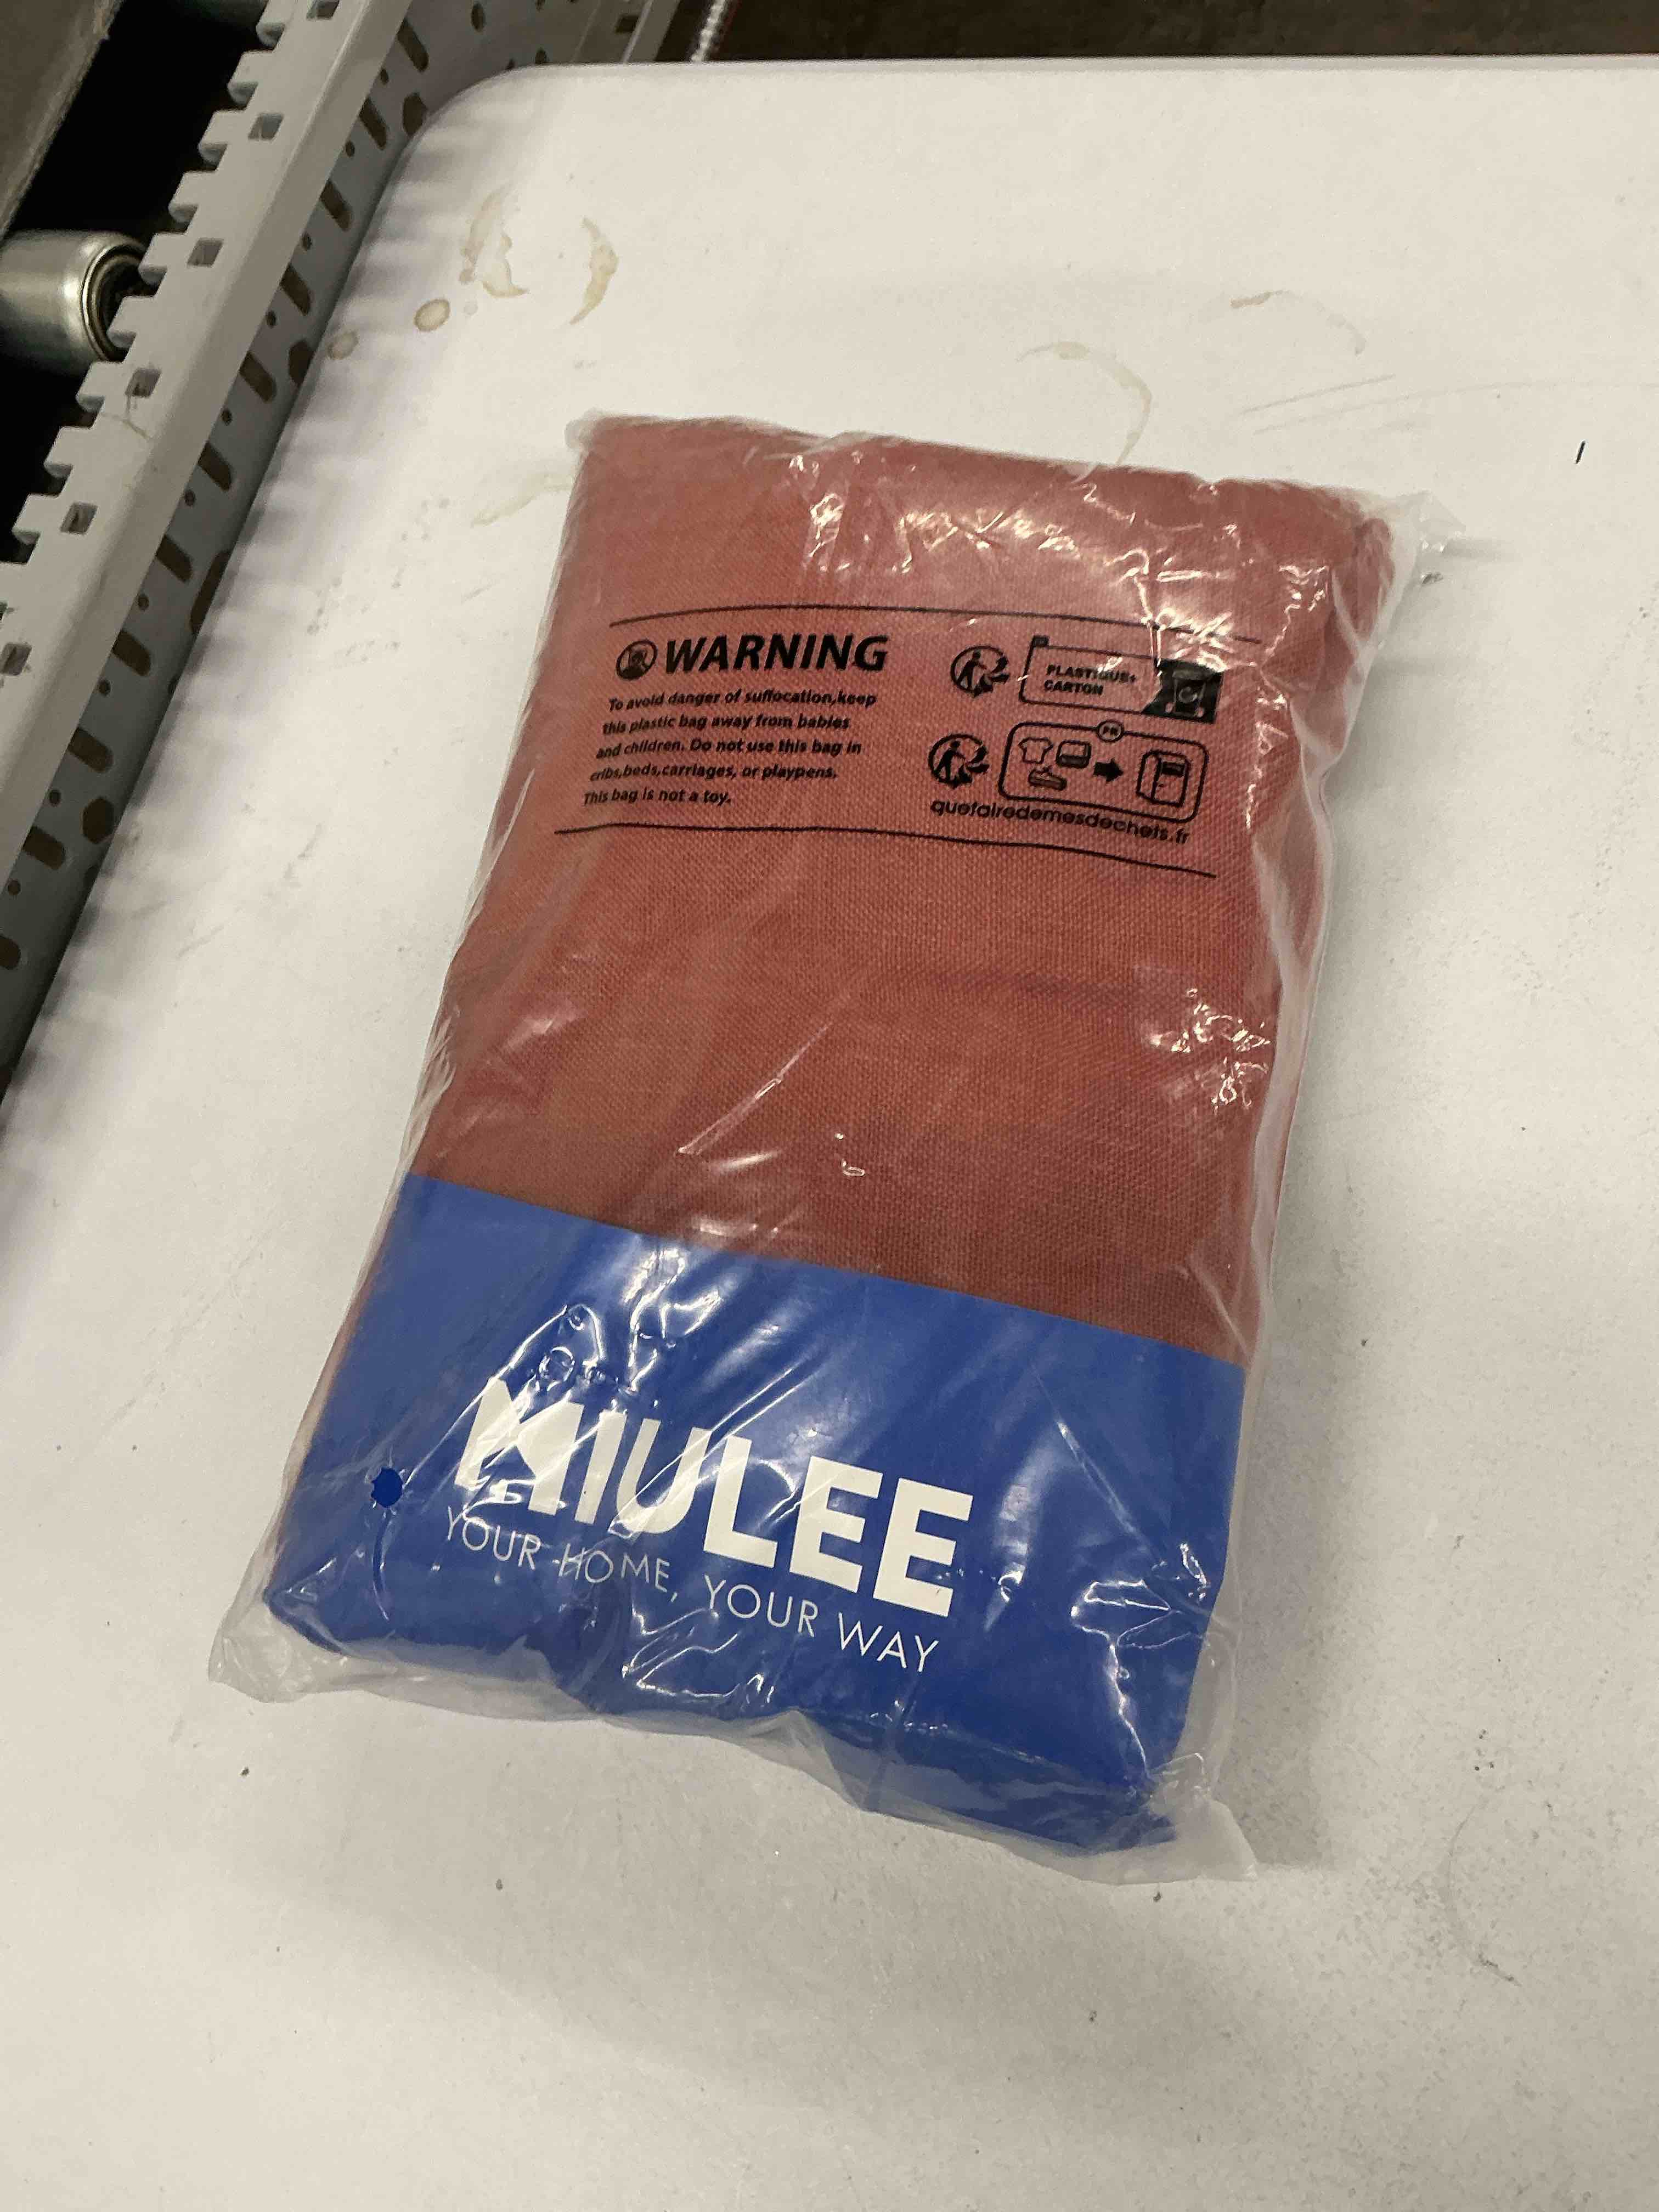 WARNING
To avoid danger of suffocation,keep
this plastic bag away from babies
and children. Do not use this bag in
cribs,beds,carriages, or playpens.
This bag is not a toy.
PLASTIQUE+
CARTON
FR
quefairedemesdechets.fr
MIULEE
YOUR HOME, YOUR WAY